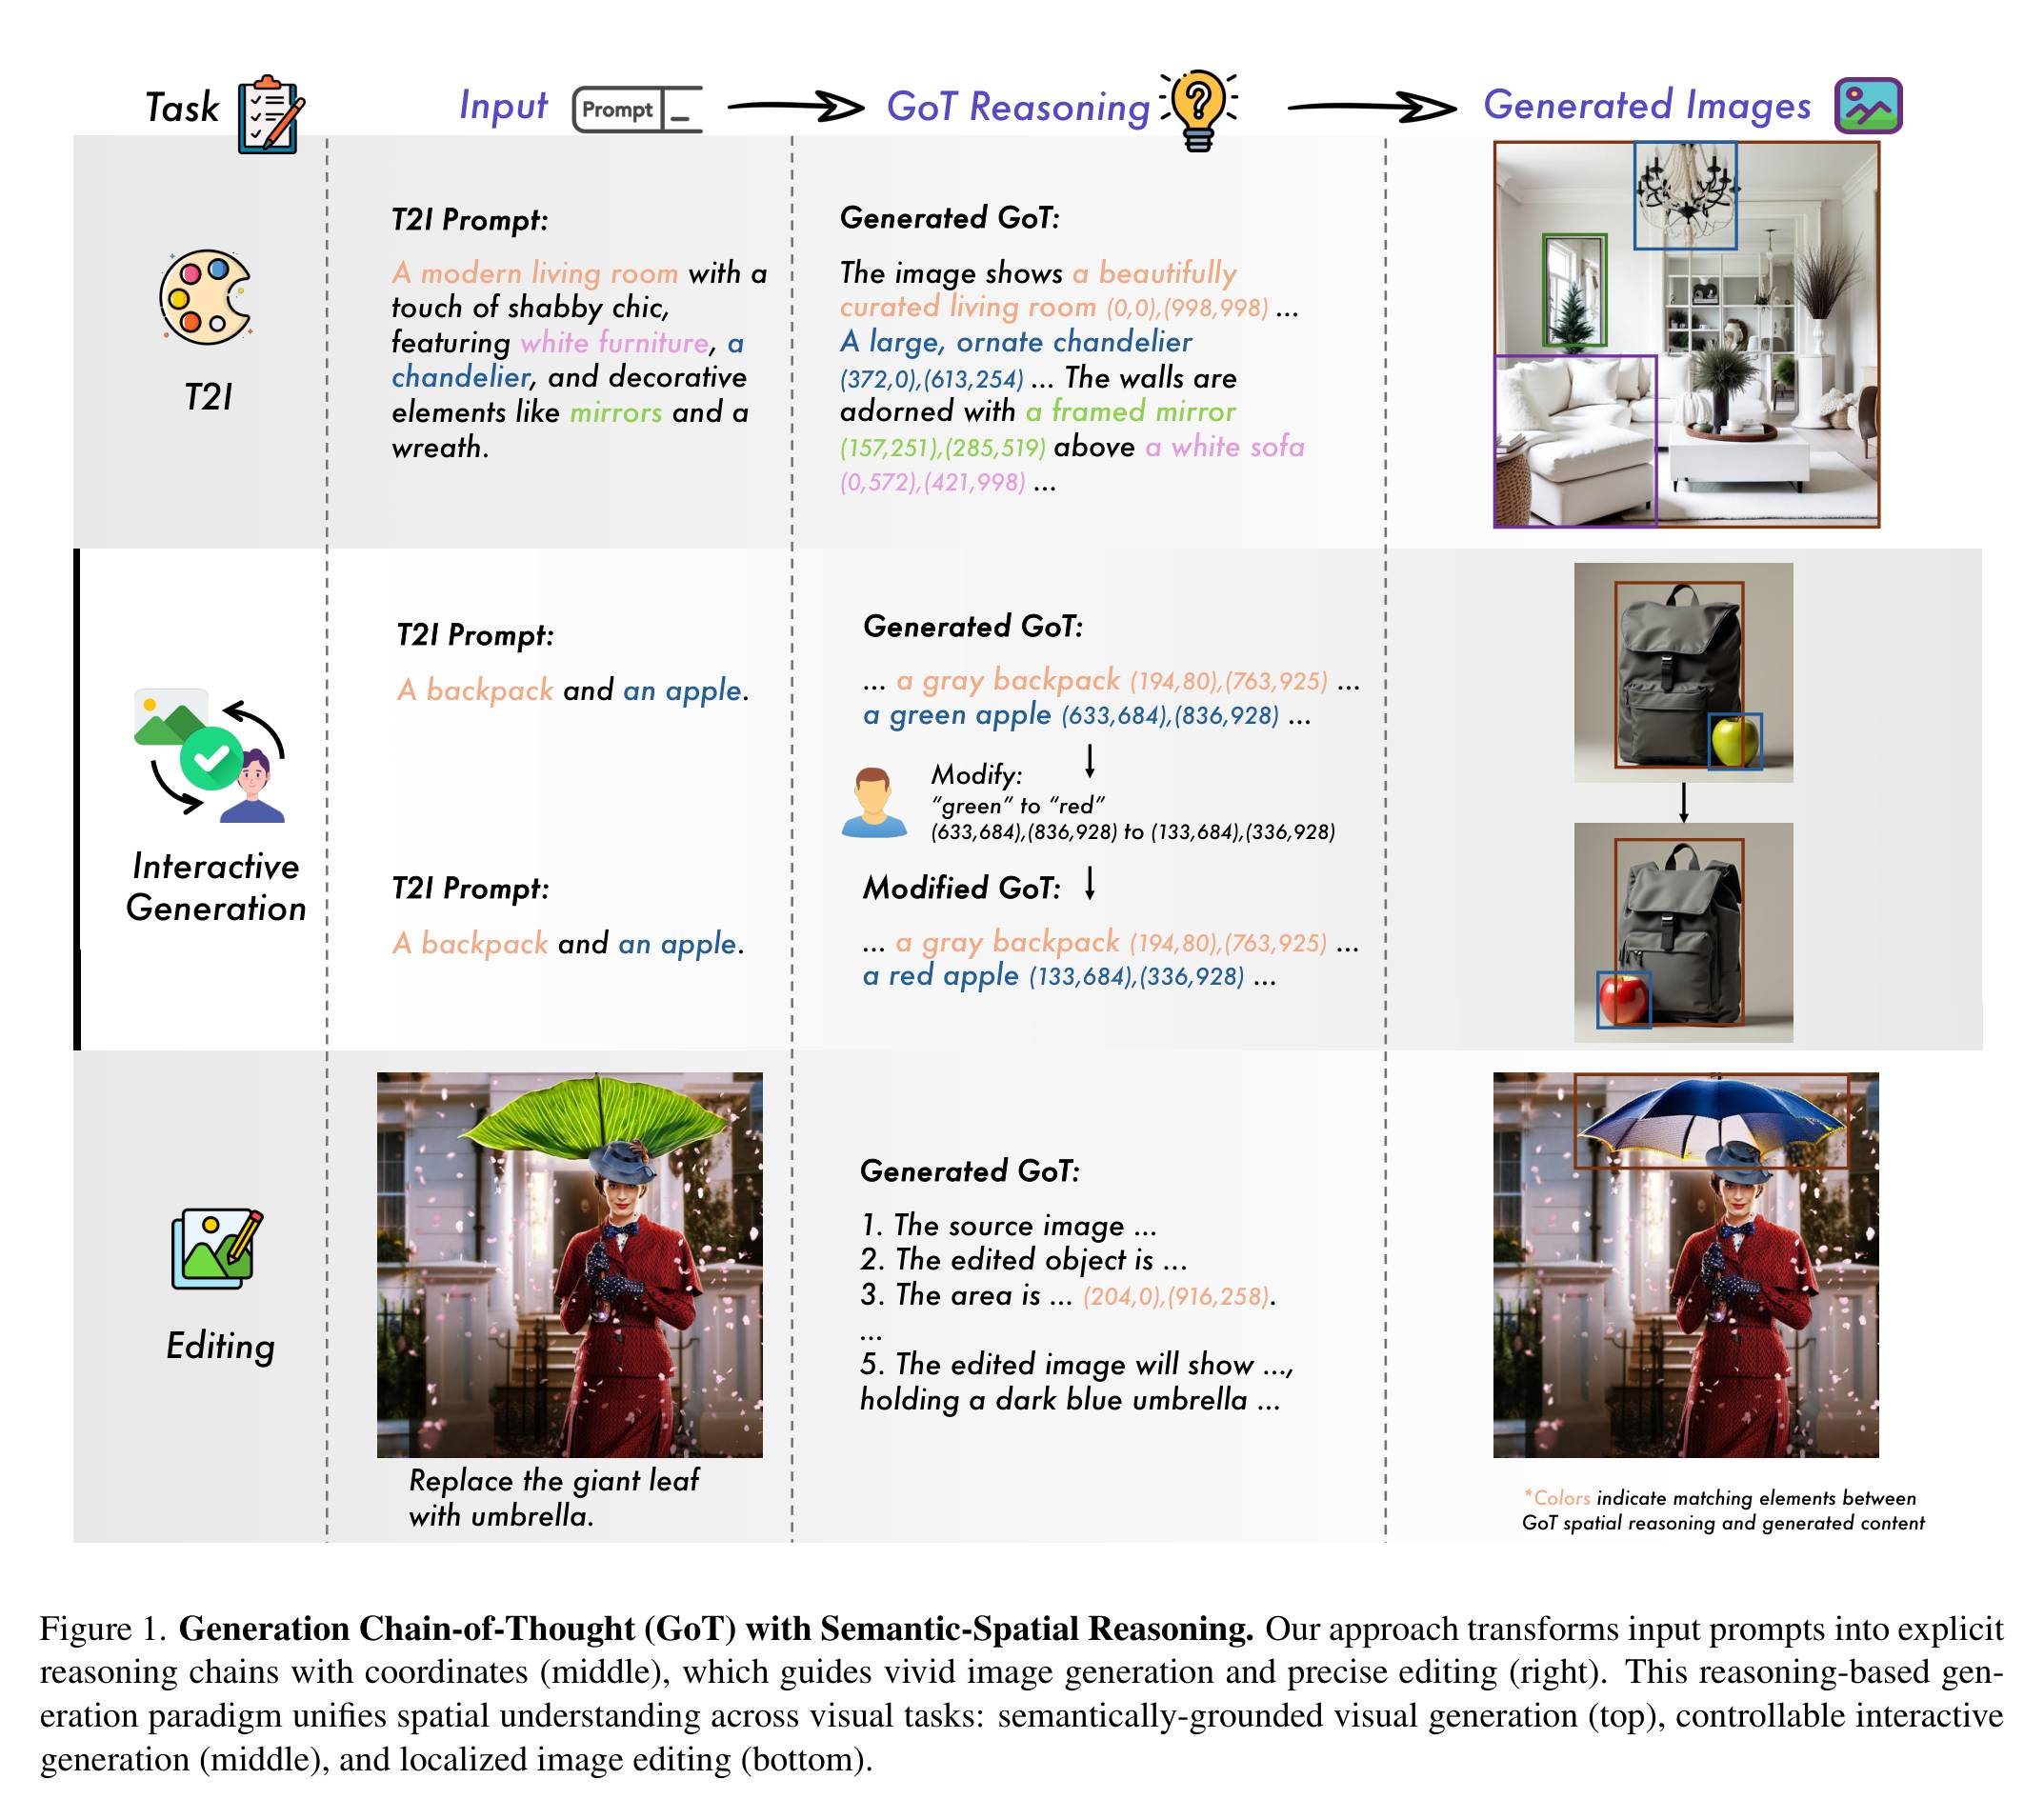 Task
Input
Prompt
GoT Reasoning
Generated Images
T2I
T2I Prompt:
A modern living room with a
touch of shabby chic,
featuring white furniture, a
chandelier, and decorative
elements like mirrors and a
wreath.
Generated GoT:
The image shows a beautifully
curated living room (0,0),(998,998) ...
A large, ornate chandelier
(372,0),(613,254) ... The walls are
adorned with a framed mirror
(157,251),(285,519) above a white sofa
(0,572),(421,998) ...
Interactive
Generation
T2I Prompt:
A backpack and an apple.
Generated GoT:
... a gray backpack (194,80),(763,925) ...
a green apple (633,684),(836,928) ...
Modify:
“green” to “red”
(633,684),(836,928) to (133,684),(336,928)
T2I Prompt:
A backpack and an apple.
Modified GoT:
... a gray backpack (194,80),(763,925) ...
a red apple (133,684),(336,928) ...
Editing
Replace the giant leaf
with umbrella.
Generated GoT:
1. The source image ...
2. The edited object is ...
3. The area is ... (204,0),(916,258).
...
5. The edited image will show ...,
holding a dark blue umbrella ...
*Colors indicate matching elements between
GoT spatial reasoning and generated content
Figure 1. Generation Chain-of-Thought (GoT) with Semantic-Spatial Reasoning. Our approach transforms input prompts into explicit
reasoning chains with coordinates (middle), which guides vivid image generation and precise editing (right). This reasoning-based gen-
eration paradigm unifies spatial understanding across visual tasks: semantically-grounded visual generation (top), controllable interactive
generation (middle), and localized image editing (bottom).